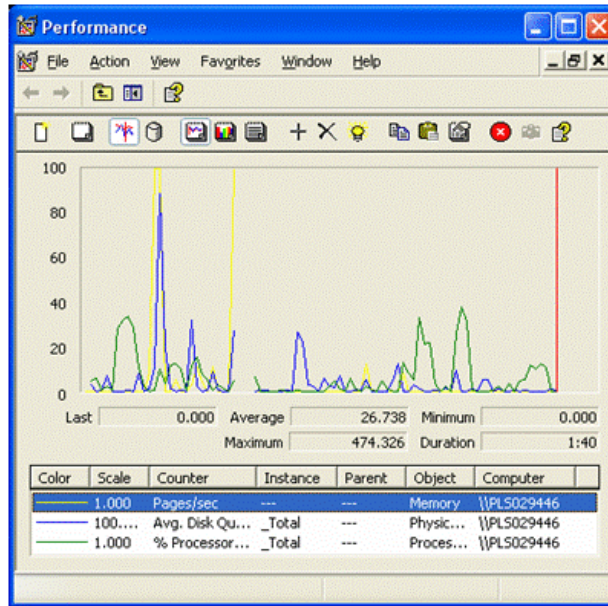 Performance
File Action View Favorites Window Help
100
80
60
40
20
0
Last 0.000 Average 26.738 Minimum 0.000
Maximum 474.326 Duration 1:40
Color Scale Counter Instance Parent Object Computer
1.000 Pages/sec --- --- Memory \\PLS029446
100.... Avg. Disk Qu... _Total --- Physic... \\PLS029446
1.000 % Processor... _Total --- Proces... \\PLS029446